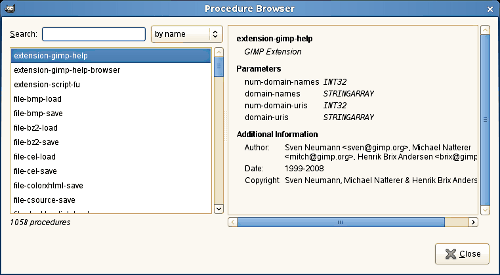 Procedure Browser
Search:
by name
extension-gimp-help
extension-gimp-help-browser
extension-script-fu
file-bmp-load
file-bmp-save
file-bz2-load
file-bz2-save
file-cel-load
file-cel-save
file-colorxhtml-save
file-csource-save
1058 procedures
extension-gimp-help
GIMP Extension
Parameters
num-domain-names INT32
domain-names STRINGARRAY
num-domain-uris INT32
domain-uris STRINGARRAY
Additional Information
Author: Sven Neumann <sven@gimp.org>, Michael Natterer
<mitch@gimp.org>, Henrik Brix Andersen <brix@gimp
Date: 1999-2008
Copyright: Sven Neumann, Michael Natterer & Henrik Brix Anders
Close